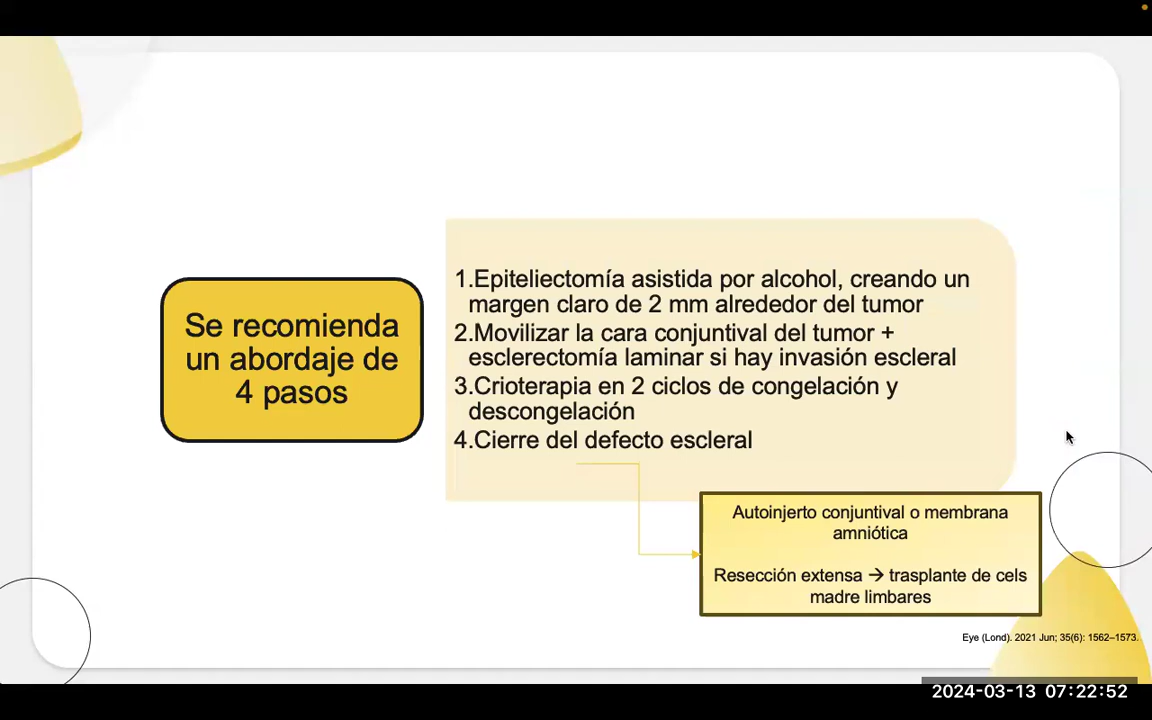 Se recomienda
un abordaje de
4 pasos
1.Epiteliectomía asistida por alcohol, creando un
margen claro de 2 mm alrededor del tumor
2.Movilizar la cara conjuntival del tumor +
esclerectomía laminar si hay invasión escleral
3.Crioterapia en 2 ciclos de congelación y
descongelación
4.Cierre del defecto escleral
Autoinjerto conjuntival o membrana
amniótica
Resección extensa → trasplante de cels
madre limbares
Eye (Lond). 2021 Jun; 35(6): 1562–1573.
2024-03-13 07:22:52